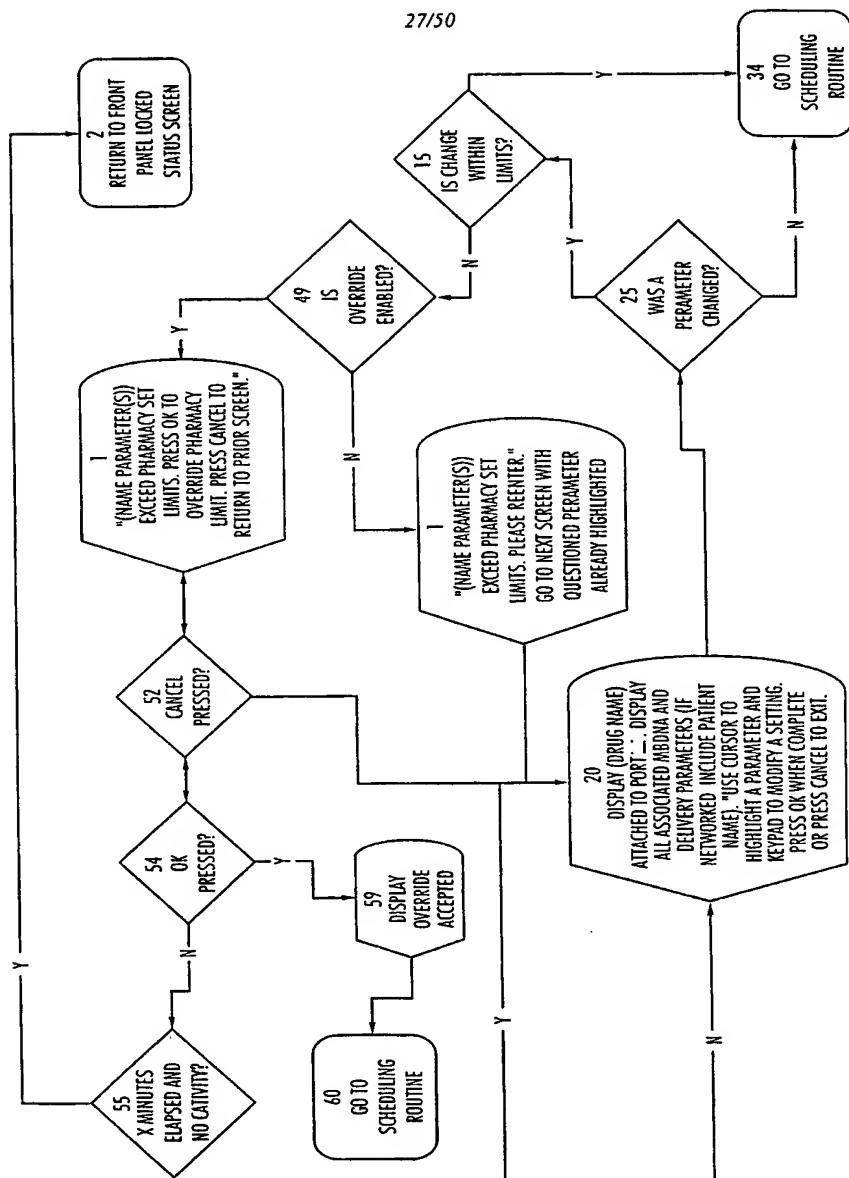 27/50
2
RETURN TO FRONT
PANEL LOCKED
STATUS SCREEN
Y
15
IS CHANGE
WITHIN
LIMITS?
Y
34
GO TO
SCHEDULING
ROUTINE
N
49
IS
OVERRIDE
ENABLED?
Y
N
25
WAS A
PERAMETER
CHANGED?
Y
N
1
"(NAME PARAMETER(S))
EXCEED PHARMACY SET
LIMITS. PRESS OK TO
OVERRIDE PHARMACY
LIMIT. PRESS CANCEL TO
RETURN TO PRIOR SCREEN."
1
"(NAME PARAMETER(S))
EXCEED PHARMACY SET
LIMITS. PLEASE REENTER."
GO TO NEXT SCREEN WITH
QUESTIONED PERAMETER
ALREADY HIGHLIGHTED
52
CANCEL
PRESSED?
Y
54
OK
PRESSED?
Y
N
59
DISPLAY
OVERRIDE
ACCEPTED
20
DISPLAY (DRUG NAME)
ATTACHED TO PORT __. DISPLAY
ALL ASSOCIATED MBDNA AND
DELIVERY PARAMETERS (IF
NETWORKED INCLUDE PATIENT
NAME). "USE CURSOR TO
HIGHLIGHT A PARAMETER AND
KEYPAD TO MODIFY A SETTING.
PRESS OK WHEN COMPLETE
OR PRESS CANCEL TO EXIT.
55
X MINUTES
ELAPSED AND
NO CATIVITY?
Y
60
GO TO
SCHEDULING
ROUTINE
N